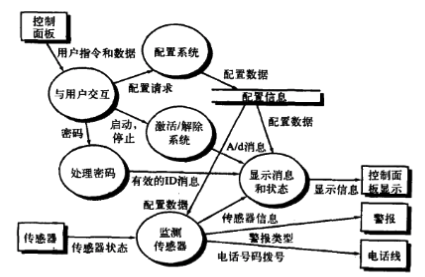 控制
面板
用户指令和数据
配置系统
配置数据
与用户交互
配置请求
配置信息
启动、
停止
激活/解除
系统
配置数据
密码
A/d消息
处理密码
有效的ID消息
显示消息
和状态
显示信息
控制面
板显示
配置数据
传感器
传感器状态
监测
传感器
传感器信息
警报
警报类型
电话号码拨号
电话线